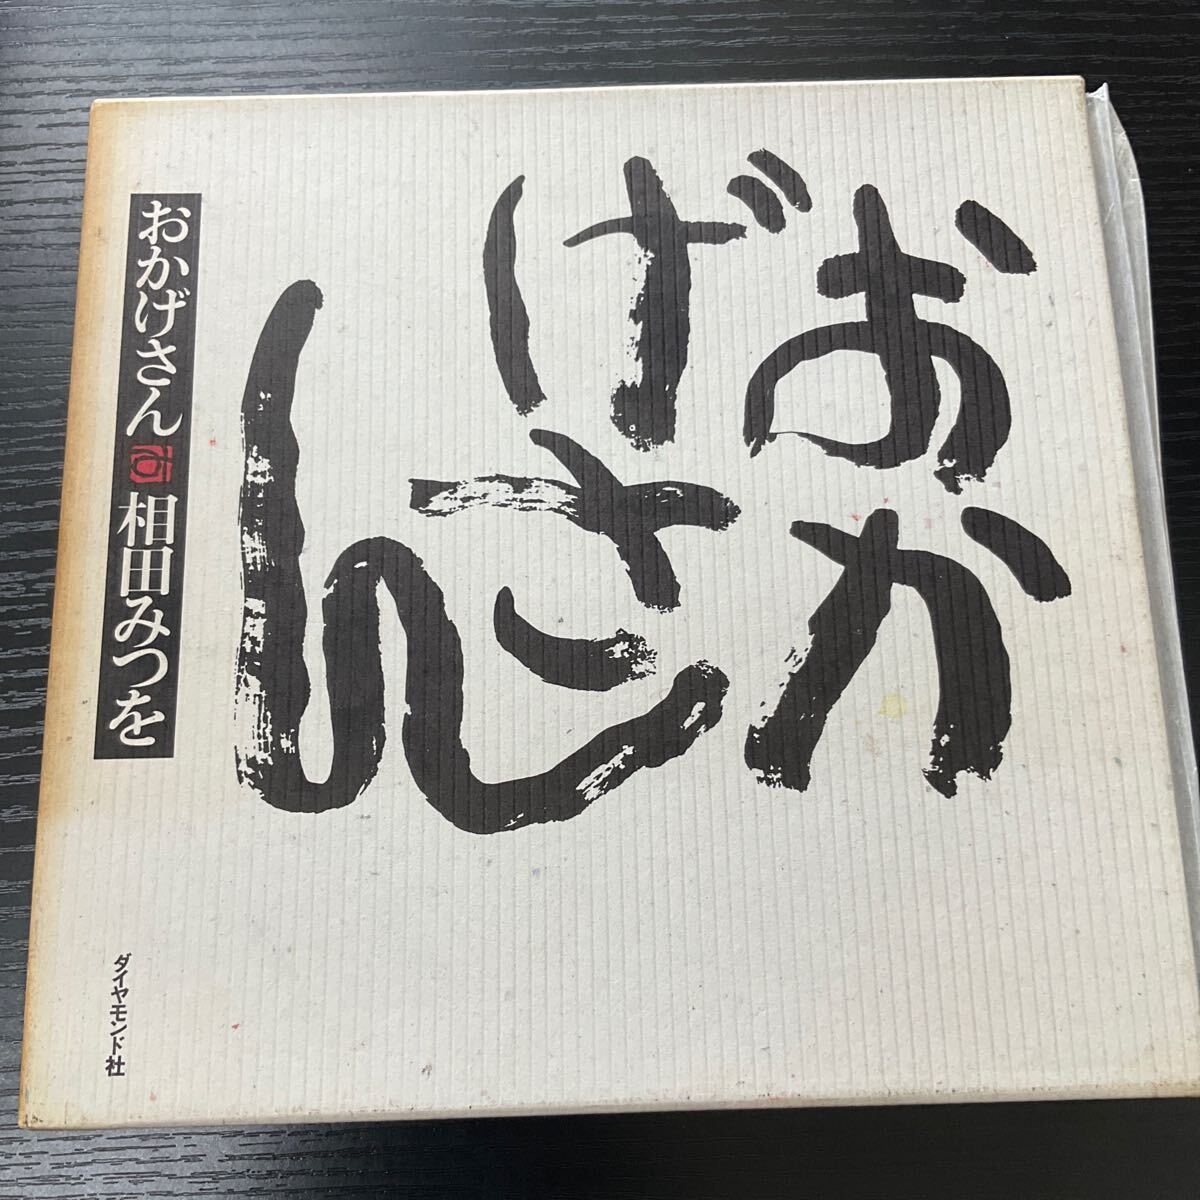 おか
げさ
ん
おかげさん 相田みつを
ダイヤモンド社